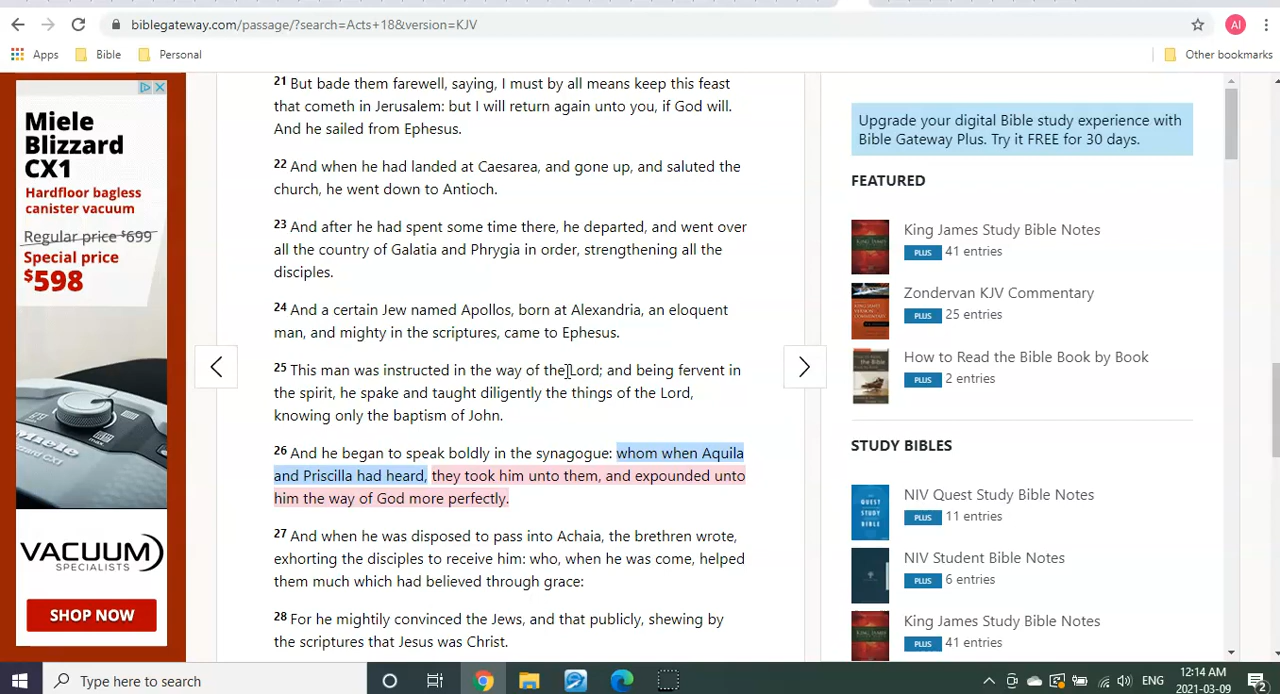 biblegateway.com/passage/?search=Acts+18&version=KJV
AI
Apps
Bible
Personal
Other bookmarks
Miele
Blizzard
CX1
Hardfloor bagless
canister vacuum
Regular price $699
Special price
$598
Miele
VACUUM
SPECIALISTS
SHOP NOW
21 But bade them farewell, saying, I must by all means keep this feast
that cometh in Jerusalem: but I will return again unto you, if God will.
And he sailed from Ephesus.
22 And when he had landed at Caesarea, and gone up, and saluted the
church, he went down to Antioch.
23 And after he had spent some time there, he departed, and went over
all the country of Galatia and Phrygia in order, strengthening all the
disciples.
24 And a certain Jew named Apollos, born at Alexandria, an eloquent
man, and mighty in the scriptures, came to Ephesus.
25 This man was instructed in the way of the Lord; and being fervent in
the spirit, he spake and taught diligently the things of the Lord,
knowing only the baptism of John.
26 And he began to speak boldly in the synagogue: whom when Aquila
and Priscilla had heard, they took him unto them, and expounded unto
him the way of God more perfectly.
27 And when he was disposed to pass into Achaia, the brethren wrote,
exhorting the disciples to receive him: who, when he was come, helped
them much which had believed through grace:
28 For he mightily convinced the Jews, and that publicly, shewing by
the scriptures that Jesus was Christ.
Upgrade your digital Bible study experience with
Bible Gateway Plus. Try it FREE for 30 days.
FEATURED
King James Study Bible Notes
PLUS 41 entries
Zondervan KJV Commentary
PLUS 25 entries
How to Read the Bible Book by Book
PLUS 2 entries
STUDY BIBLES
NIV Quest Study Bible Notes
PLUS 11 entries
NIV Student Bible Notes
PLUS 6 entries
King James Study Bible Notes
PLUS 41 entries
Type here to search
ENG
12:14 AM
2021-03-09
2